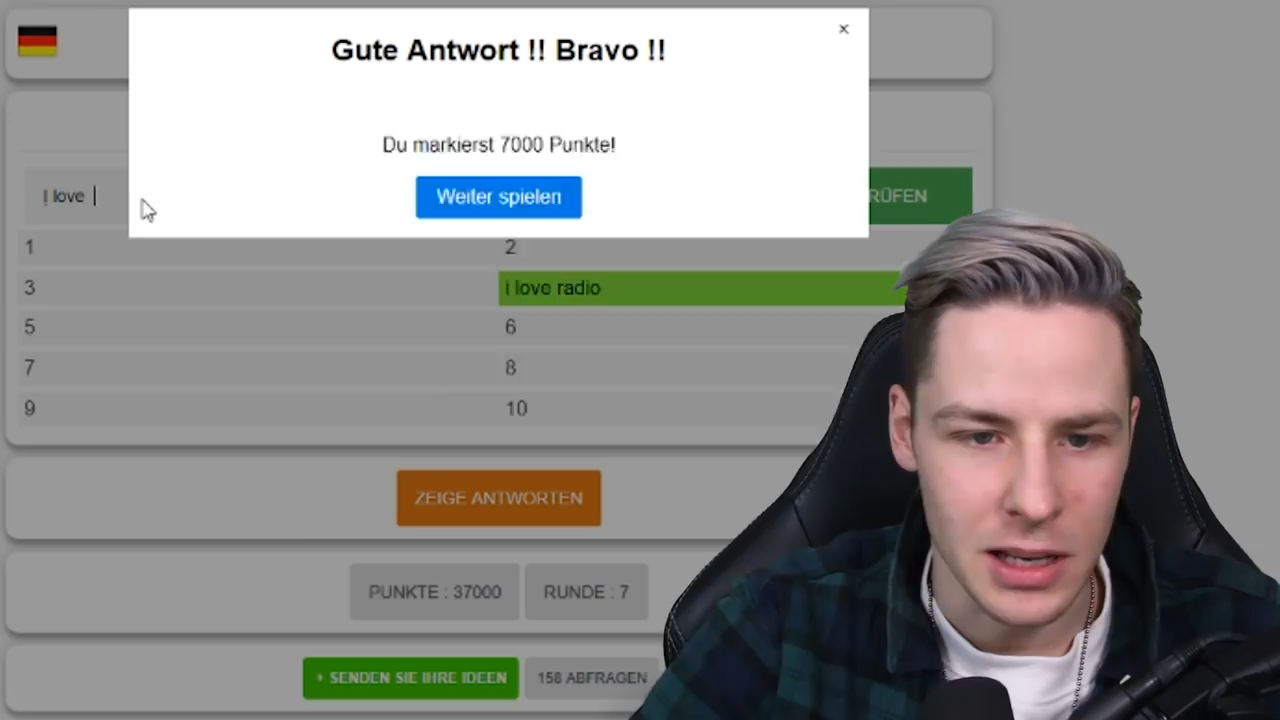 Gute Antwort !! Bravo !!
×
Du markierst 7000 Punkte!
Weiter spielen
I love
RÜFEN
1
2
3
i love radio
5
6
7
8
9
10
ZEIGE ANTWORTEN
PUNKTE : 37000
RUNDE : 7
+ SENDEN SIE IHRE IDEEN
158 ABFRAGEN